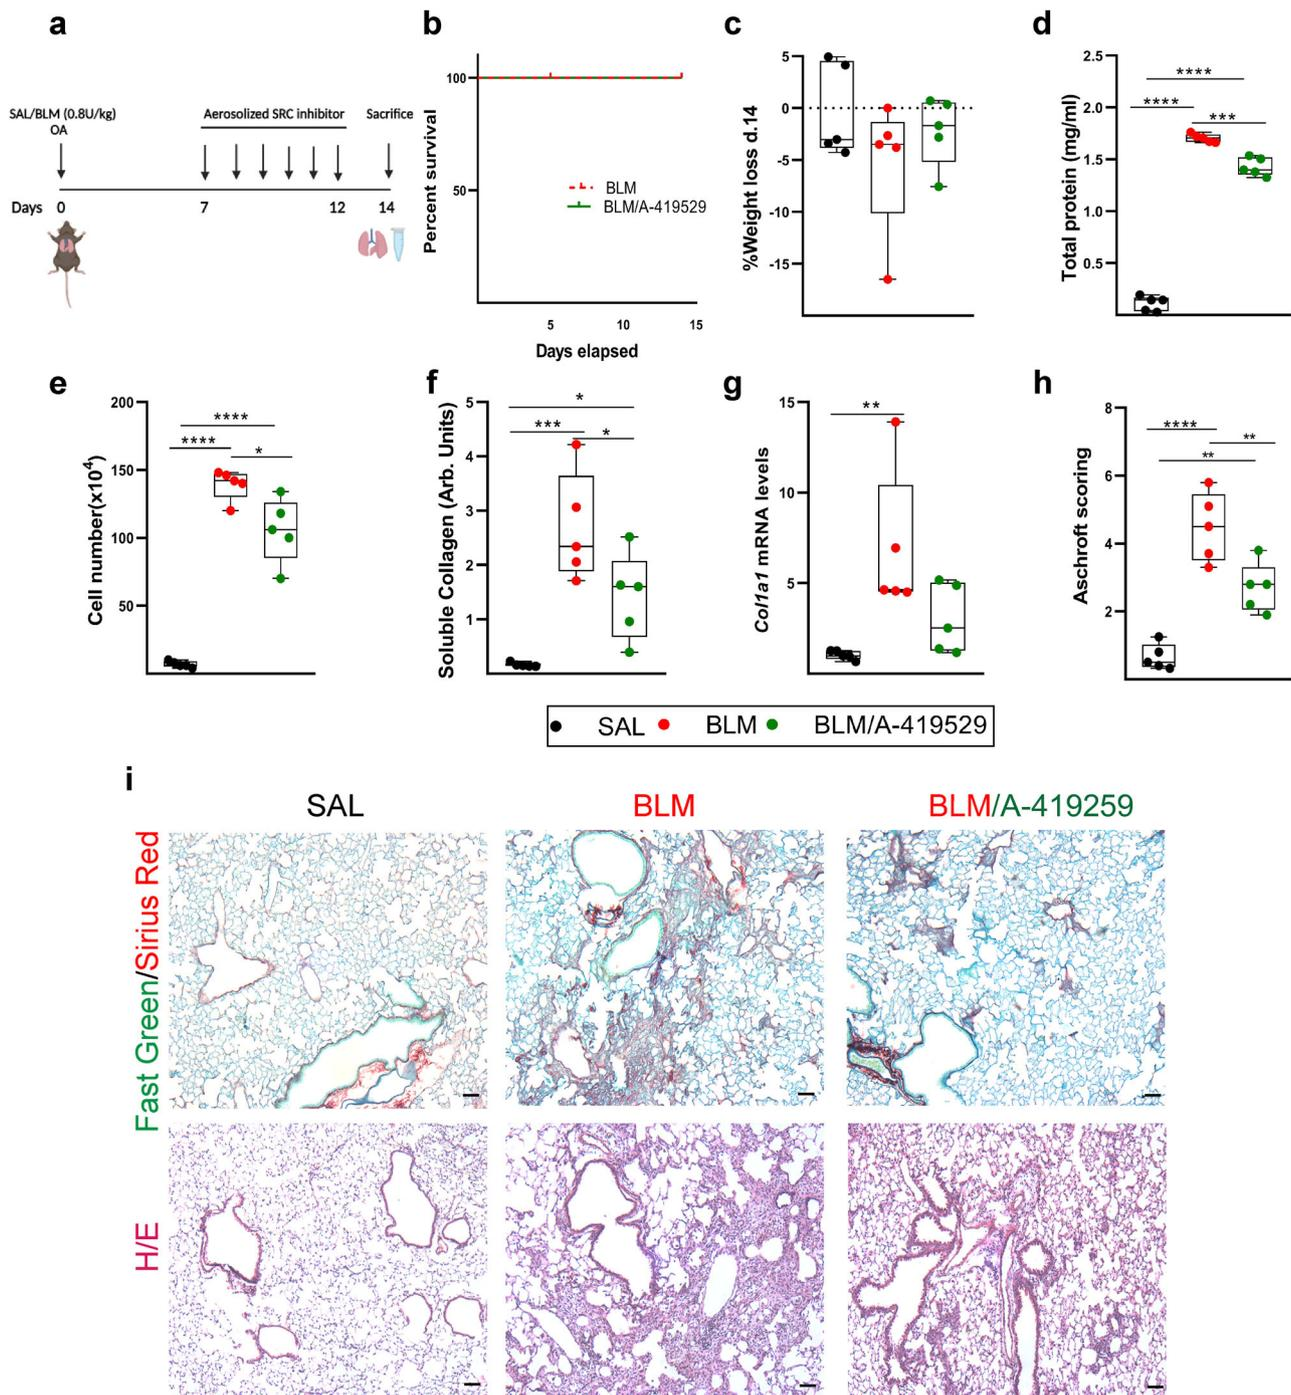 a
SAL/BLM (0.8U/kg)
OA
Aerosolized SRC inhibitor
Sacrifice
Days
0
7
12
14
b
Percent survival
100
50
BLM
BLM/A-419529
5
10
15
Days elapsed
c
%Weight loss d.14
5
0
-5
-10
-15
d
Total protein (mg/ml)
2.5
2.0
1.5
1.0
0.5
****
****
***
e
Cell number(x10⁴)
200
150
100
50
****
****
*
f
Soluble Collagen (Arb. Units)
5
4
3
2
1
*
***
*
g
Col1a1 mRNA levels
15
10
5
**
h
Aschroft scoring
8
6
4
2
****
**
**
SAL
BLM
BLM/A-419529
i
SAL
BLM
BLM/A-419259
Fast Green/Sirius Red
H/E